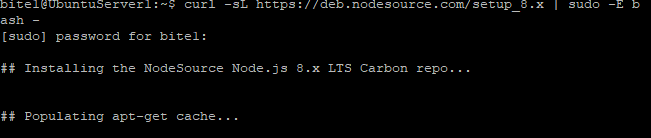 bitel@UbuntuServer1:~$ curl -sL https://deb.nodesource.com/setup_8.x | sudo -E b
ash -
[sudo] password for bitel:
## Installing the NodeSource Node.js 8.x LTS Carbon repo...
## Populating apt-get cache...